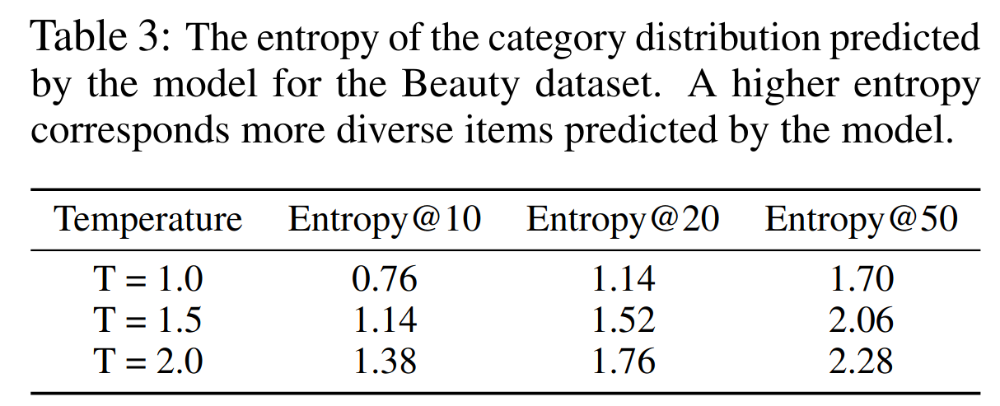 Table 3: The entropy of the category distribution predicted
by the model for the Beauty dataset. A higher entropy
corresponds more diverse items predicted by the model.
Temperature Entropy@10 Entropy@20 Entropy@50
T = 1.0 0.76 1.14 1.70
T = 1.5 1.14 1.52 2.06
T = 2.0 1.38 1.76 2.28